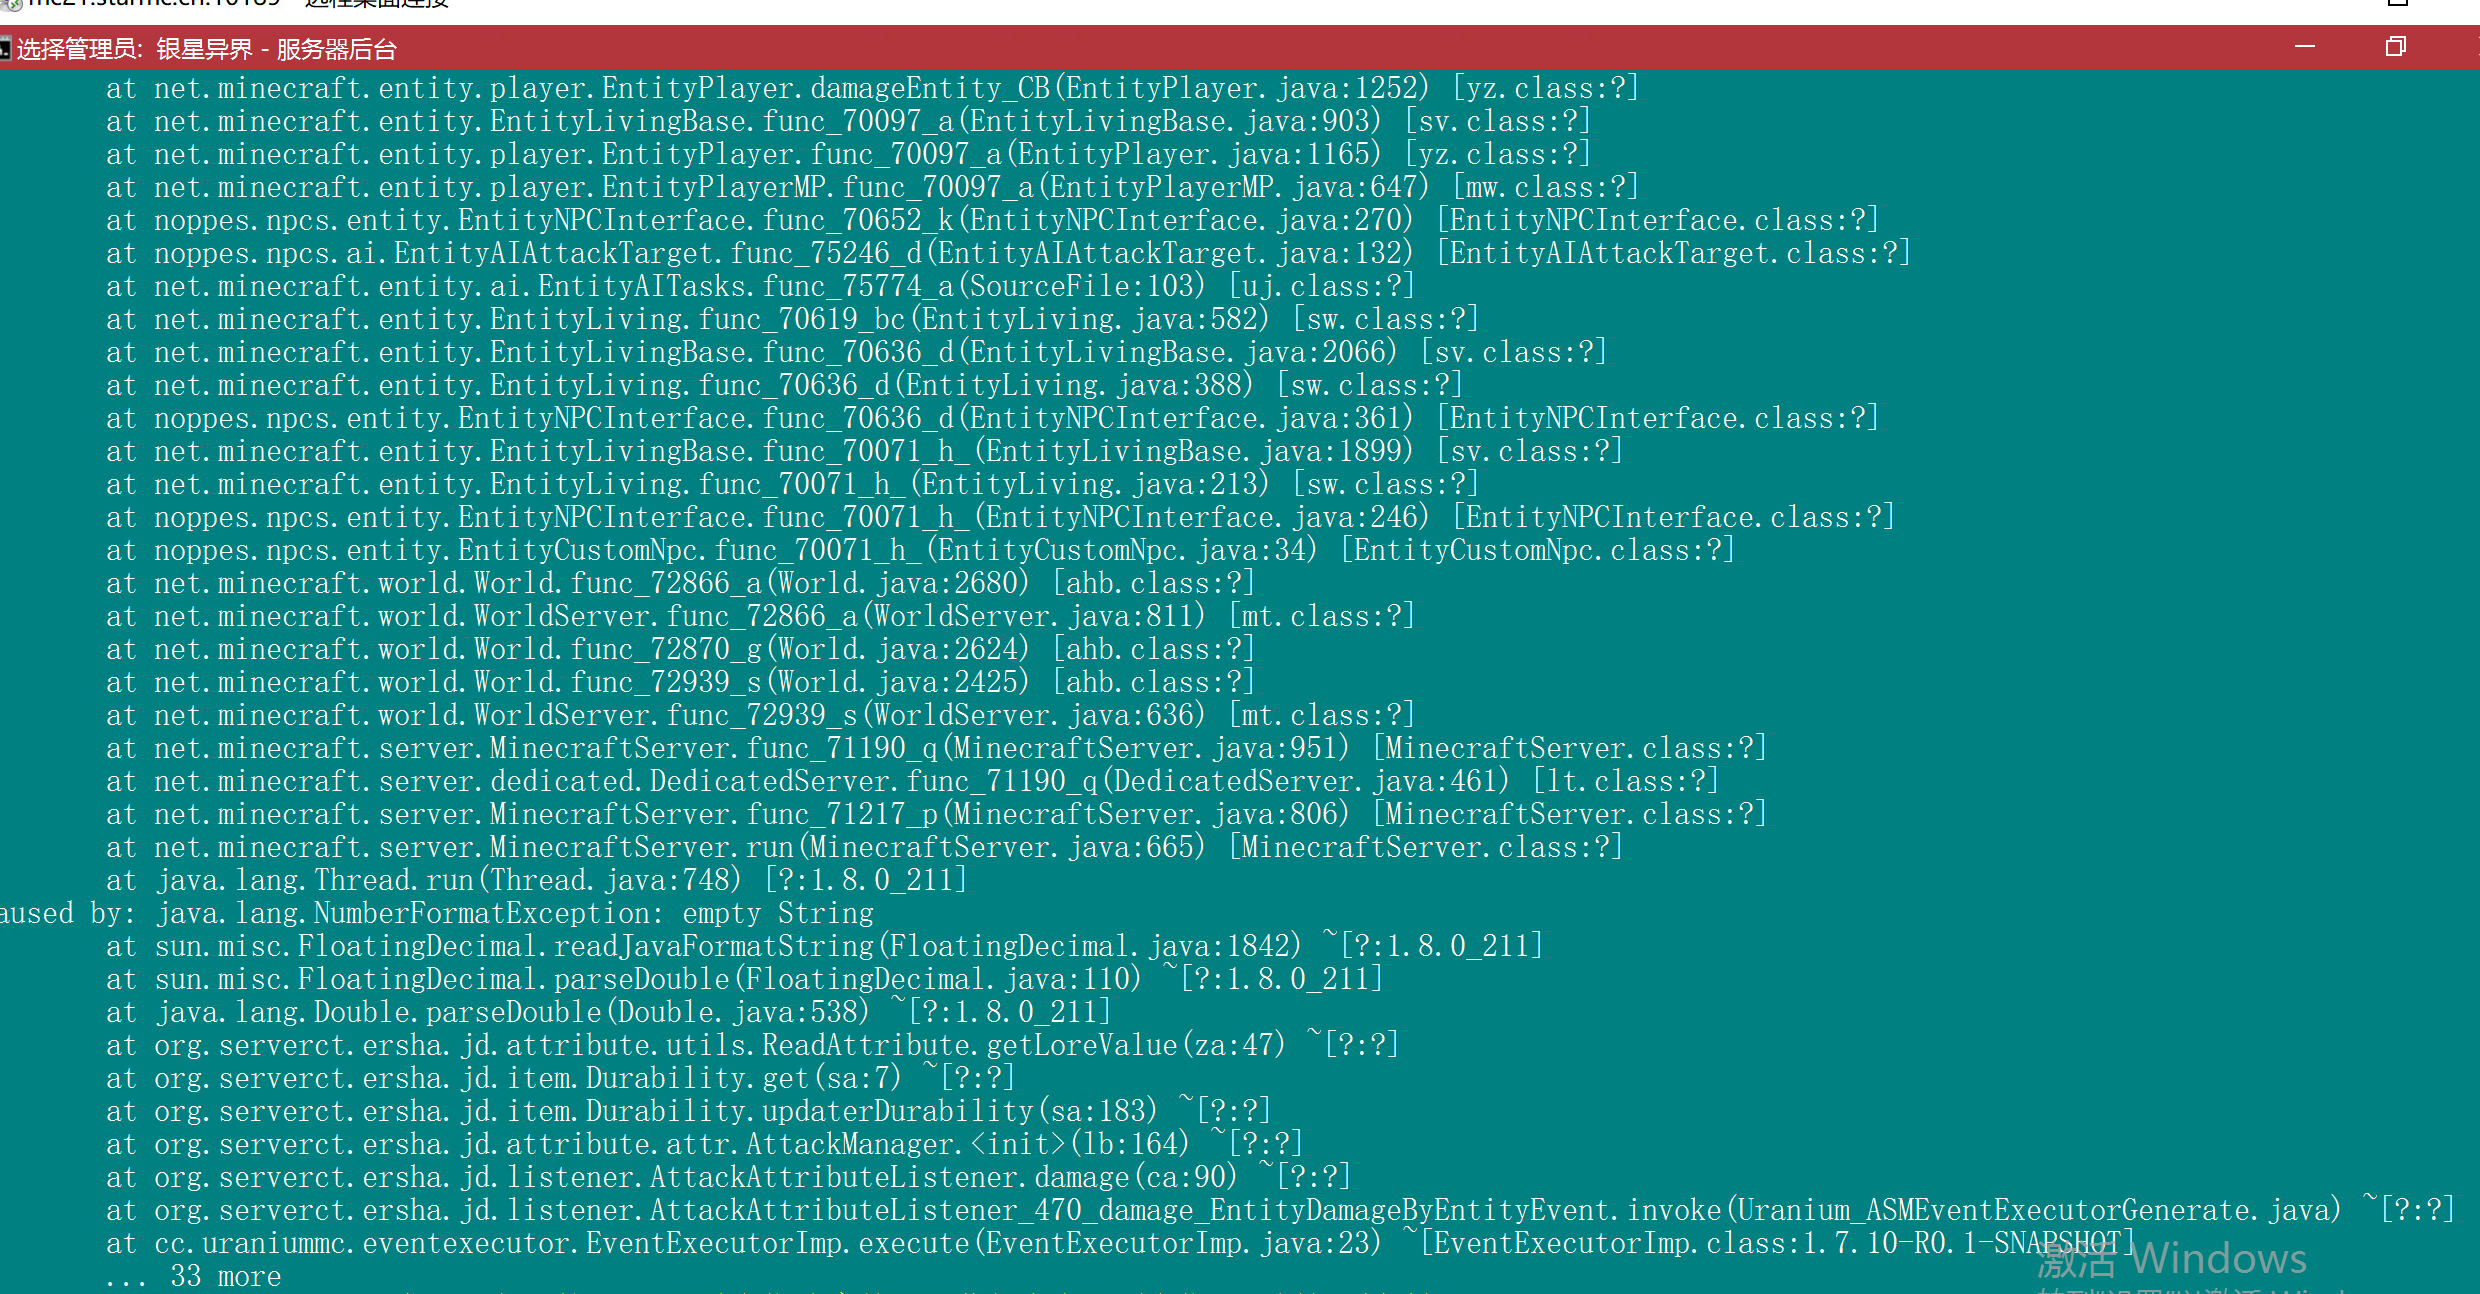 选择管理员: 银星异界 - 服务器后台
at net.minecraft.entity.player.EntityPlayer.damageEntity_CB(EntityPlayer.java:1252) [yz.class:?]
at net.minecraft.entity.EntityLivingBase.func_70097_a(EntityLivingBase.java:903) [sv.class:?]
at net.minecraft.entity.player.EntityPlayer.func_70097_a(EntityPlayer.java:1165) [yz.class:?]
at net.minecraft.entity.player.EntityPlayerMP.func_70097_a(EntityPlayerMP.java:647) [mw.class:?]
at noppes.npcs.entity.EntityNPCInterface.func_70652_k(EntityNPCInterface.java:270) [EntityNPCInterface.class:?]
at noppes.npcs.ai.EntityAIAttackTarget.func_75246_d(EntityAIAttackTarget.java:132) [EntityAIAttackTarget.class:?]
at net.minecraft.entity.ai.EntityAITasks.func_75774_a(SourceFile:103) [uj.class:?]
at net.minecraft.entity.EntityLiving.func_70619_bc(EntityLiving.java:582) [sw.class:?]
at net.minecraft.entity.EntityLivingBase.func_70636_d(EntityLivingBase.java:2066) [sv.class:?]
at net.minecraft.entity.EntityLiving.func_70636_d(EntityLiving.java:388) [sw.class:?]
at noppes.npcs.entity.EntityNPCInterface.func_70636_d(EntityNPCInterface.java:361) [EntityNPCInterface.class:?]
at net.minecraft.entity.EntityLivingBase.func_70071_h_(EntityLivingBase.java:1899) [sv.class:?]
at net.minecraft.entity.EntityLiving.func_70071_h_(EntityLiving.java:213) [sw.class:?]
at noppes.npcs.entity.EntityNPCInterface.func_70071_h_(EntityNPCInterface.java:246) [EntityNPCInterface.class:?]
at noppes.npcs.entity.EntityCustomNpc.func_70071_h_(EntityCustomNpc.java:34) [EntityCustomNpc.class:?]
at net.minecraft.world.World.func_72866_a(World.java:2680) [ahb.class:?]
at net.minecraft.world.WorldServer.func_72866_a(WorldServer.java:811) [mt.class:?]
at net.minecraft.world.World.func_72870_g(World.java:2624) [ahb.class:?]
at net.minecraft.world.World.func_72939_s(World.java:2425) [ahb.class:?]
at net.minecraft.world.WorldServer.func_72939_s(WorldServer.java:636) [mt.class:?]
at net.minecraft.server.MinecraftServer.func_71190_q(MinecraftServer.java:951) [MinecraftServer.class:?]
at net.minecraft.server.dedicated.DedicatedServer.func_71190_q(DedicatedServer.java:461) [lt.class:?]
at net.minecraft.server.MinecraftServer.func_71217_p(MinecraftServer.java:806) [MinecraftServer.class:?]
at net.minecraft.server.MinecraftServer.run(MinecraftServer.java:665) [MinecraftServer.class:?]
at java.lang.Thread.run(Thread.java:748) [?:1.8.0_211]
aused by: java.lang.NumberFormatException: empty String
at sun.misc.FloatingDecimal.readJavaFormatString(FloatingDecimal.java:1842) ~[?:1.8.0_211]
at sun.misc.FloatingDecimal.parseDouble(FloatingDecimal.java:110) ~[?:1.8.0_211]
at java.lang.Double.parseDouble(Double.java:538) ~[?:1.8.0_211]
at org.serverct.ersha.jd.attribute.utils.ReadAttribute.getLoreValue(za:47) ~[?:?]
at org.serverct.ersha.jd.item.Durability.get(sa:7) ~[?:?]
at org.serverct.ersha.jd.item.Durability.updaterDurability(sa:183) ~[?:?]
at org.serverct.ersha.jd.attribute.attr.AttackManager.<init>(lb:164) ~[?:?]
at org.serverct.ersha.jd.listener.AttackAttributeListener.damage(ca:90) ~[?:?]
at org.serverct.ersha.jd.listener.AttackAttributeListener_470_damage_EntityDamageByEntityEvent.invoke(Uranium_ASMEventExecutorGenerate.java) ~[?:?]
at cc.uraniummc.eventexecutor.EventExecutorImp.execute(EventExecutorImp.java:23) ~[EventExecutorImp.class:1.7.10-R0.1-SNAPSHOT]
... 33 more
激活 Windows